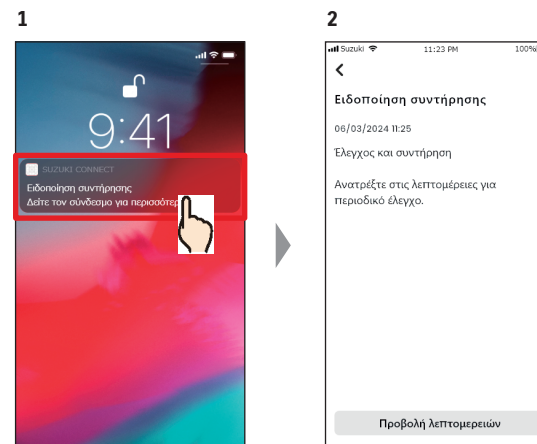 1
9:41
SUZUKI CONNECT
Ειδοποίηση συντήρησης
Δείτε τον σύνδεσμο για
2
Suzuki 11:23 PM 100%
Ειδοποίηση συντήρησης
06/03/2024 11:25
Έλεγχος και συντήρηση
Ανατρέξτε στις λεπτομέρειες για
περιοδικό έλεγχο.
Προβολή λεπτομερειών